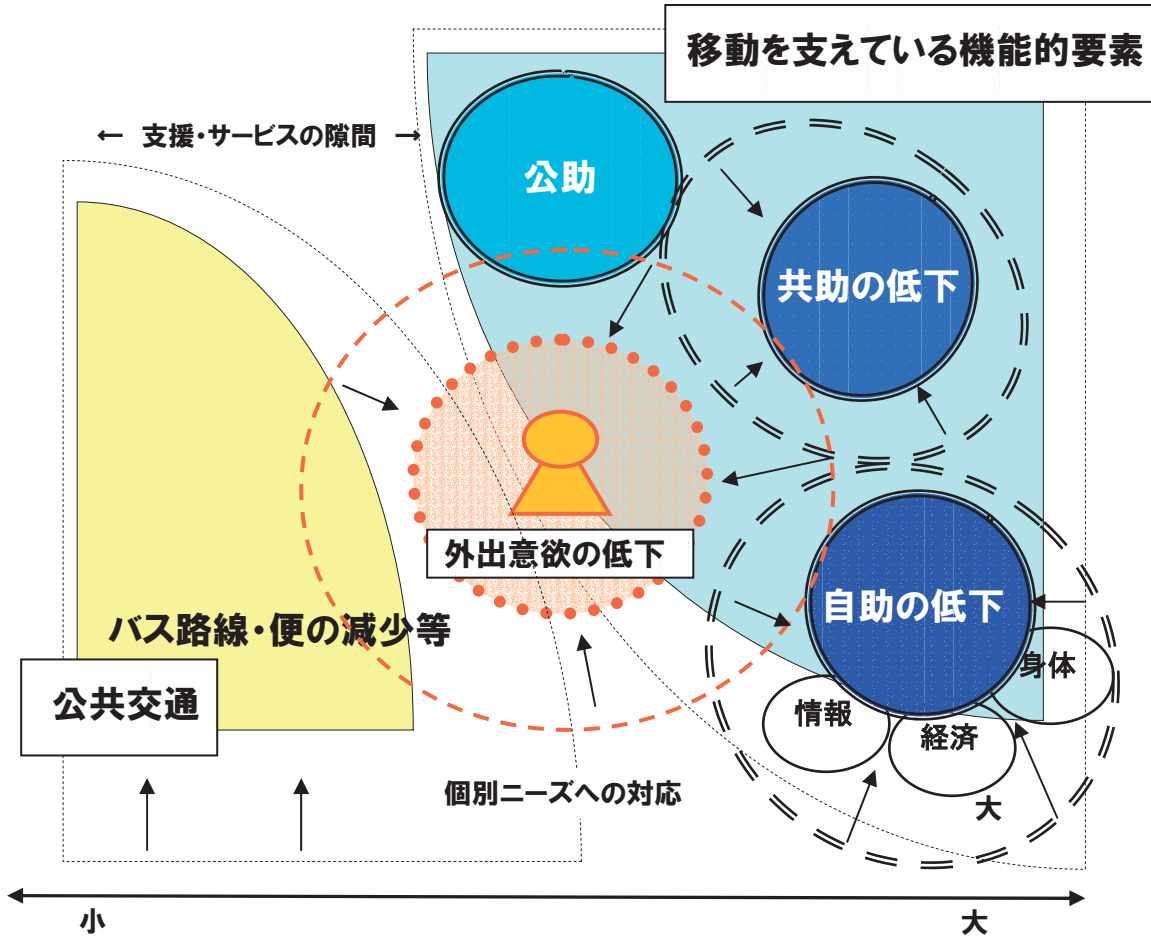 移動を支えている機能的要素
← 支援・サービスの隙間 →
公助
共助の低下
外出意欲の低下
自助の低下
バス路線・便の減少等
身体
公共交通
情報
経済
個別ニーズへの対応
大
小
大